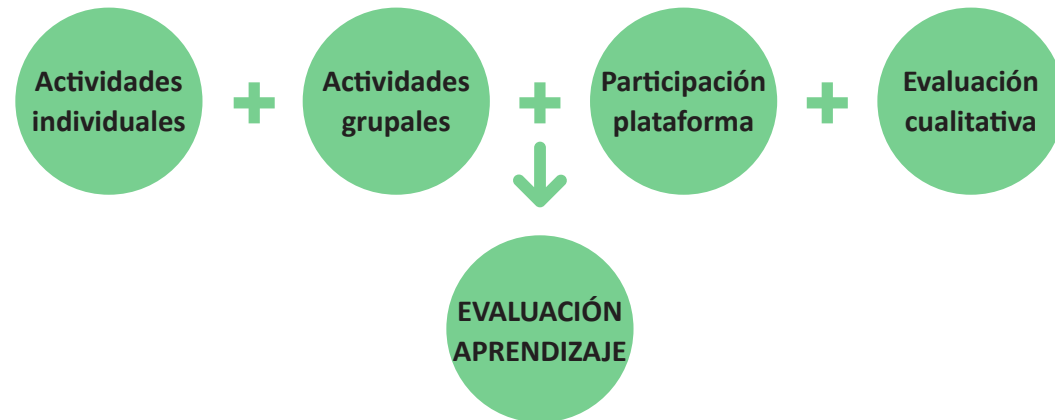 Actividades
individuales
+
Actividades
grupales
+
Participación
plataforma
+
Evaluación
cualitativa
EVALUACIÓN
APRENDIZAJE